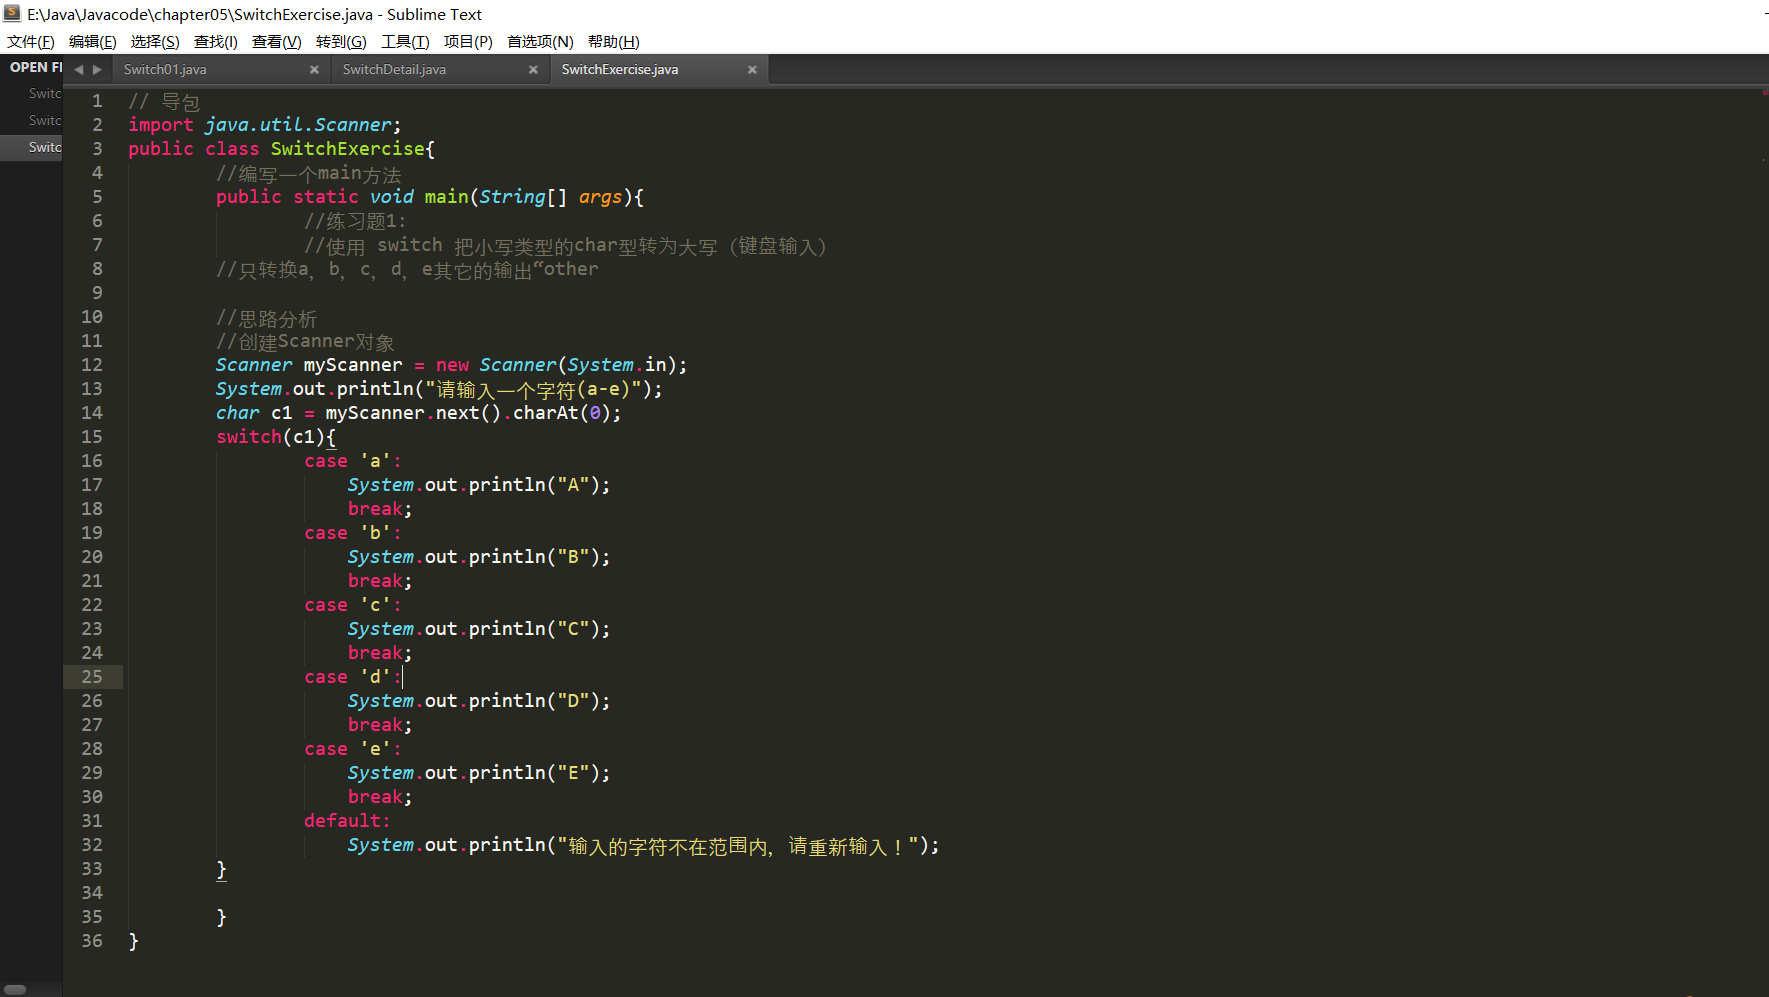 E:\Java\Javacode\chapter05\SwitchExercise.java - Sublime Text
文件(F) 编辑(E) 选择(S) 查找(I) 查看(V) 转到(G) 工具(T) 项目(P) 首选项(N) 帮助(H)
OPEN FI
Switch01.java SwitchDetail.java SwitchExercise.java
Switc
Switc
Switc
1 // 导包
2 import java.util.Scanner;
3 public class SwitchExercise{
4 //编写一个main方法
5 public static void main(String[] args){
6 //练习题1:
7 //使用 switch 把小写类型的char型转为大写（键盘输入）
8 //只转换a，b，c，d，e其它的输出“other
9
10 //思路分析
11 //创建Scanner对象
12 Scanner myScanner = new Scanner(System.in);
13 System.out.println("请输入一个字符(a-e)");
14 char c1 = myScanner.next().charAt(0);
15 switch(c1){
16 case 'a':
17 System.out.println("A");
18 break;
19 case 'b':
20 System.out.println("B");
21 break;
22 case 'c':
23 System.out.println("C");
24 break;
25 case 'd':
26 System.out.println("D");
27 break;
28 case 'e':
29 System.out.println("E");
30 break;
31 default:
32 System.out.println("输入的字符不在范围内，请重新输入！");
33 }
34
35 }
36 }